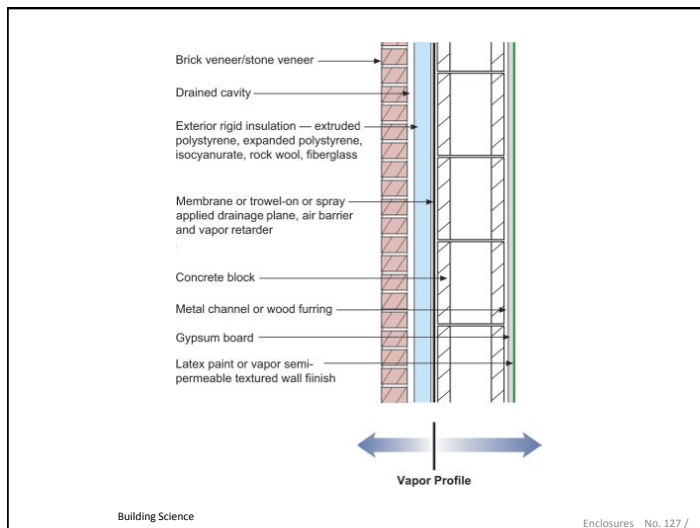 Brick veneer/stone veneer
Drained cavity
Exterior rigid insulation — extruded
polystyrene, expanded polystyrene,
isocyanurate, rock wool, fiberglass
Membrane or trowel-on or spray
applied drainage plane, air barrier
and vapor retarder
Concrete block
Metal channel or wood furring
Gypsum board
Latex paint or vapor semi-
permeable textured wall fiinish
Vapor Profile
Building Science
Enclosures No. 127 /